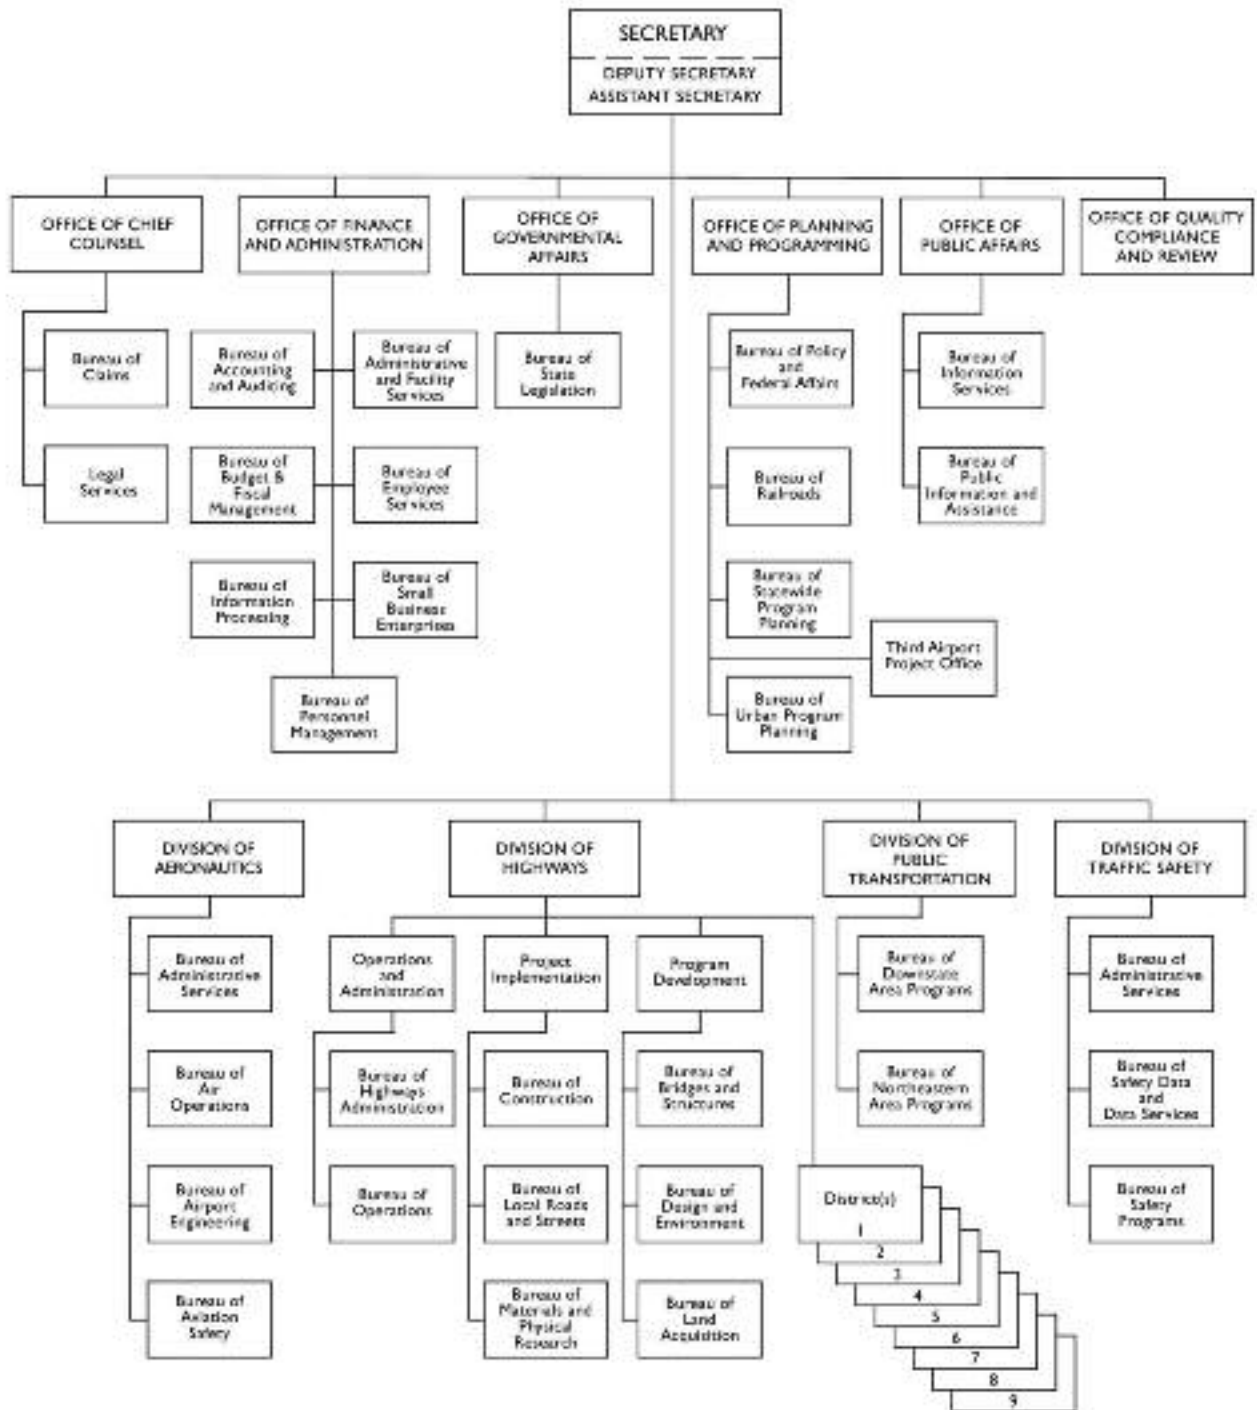 SECRETARY
DEPUTY SECRETARY
ASSISTANT SECRETARY
OFFICE OF CHIEF
COUNSEL
OFFICE OF FINANCE
AND ADMINISTRATION
OFFICE OF
GOVERNMENTAL
AFFAIRS
OFFICE OF PLANNING
AND PROGRAMMING
OFFICE OF
PUBLIC AFFAIRS
OFFICE OF QUALITY
COMPLIANCE
AND REVIEW
Bureau of
Claims
Bureau of
Accounting
and Auditing
Bureau of
Administrative
and Facility
Services
Bureau of
State
Legislation
Bureau of Policy
and
Federal Affairs
Bureau of
Information
Services
Legal
Services
Bureau of
Budget &
Fiscal
Management
Bureau of
Employee
Services
Bureau of
Railroads
Bureau of
Public
Information and
Assistance
Bureau of
Information
Processing
Bureau of
Small
Business
Enterprises
Bureau of
Statewide
Program
Planning
Third Airport
Project Office
Bureau of
Personnel
Management
Bureau of
Urban Program
Planning
DIVISION OF
AERONAUTICS
DIVISION OF
HIGHWAYS
DIVISION OF
PUBLIC
TRANSPORTATION
DIVISION OF
TRAFFIC SAFETY
Bureau of
Administrative
Services
Operations
and
Administration
Project
Implementation
Program
Development
Bureau of
Downstate
Area Programs
Bureau of
Administrative
Services
Bureau of
Air
Operations
Bureau of
Highways
Administration
Bureau of
Construction
Bureau of
Bridges and
Structures
Bureau of
Northeastern
Area Programs
Bureau of
Safety Data
and
Data Services
Bureau of
Airport
Engineering
Bureau of
Operations
Bureau of
Local Roads
and Streets
Bureau of
Design and
Environment
District(s)
1
2
3
4
5
6
7
8
9
Bureau of
Safety
Programs
Bureau of
Aviation
Safety
Bureau of
Materials and
Physical
Research
Bureau of
Land
Acquisition